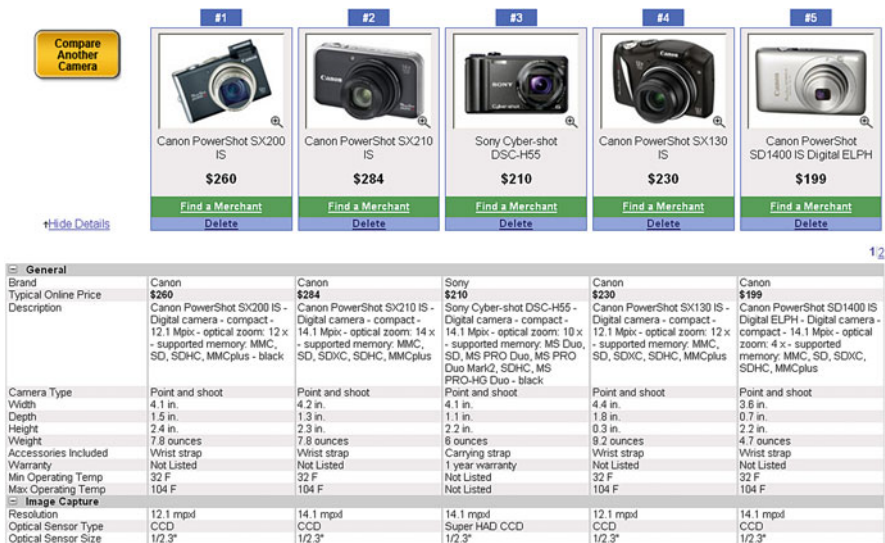 #1 #2 #3 #4 #5
Compare
Another
Camera
Canon PowerShot SX200
IS
Canon PowerShot SX210
IS
Sony Cyber-shot
DSC-H55
Canon PowerShot SX130
IS
Canon PowerShot
SD1400 IS Digital ELPH
$260 $284 $210 $230 $199
Find a Merchant Find a Merchant Find a Merchant Find a Merchant Find a Merchant
Hide Details Delete Delete Delete Delete Delete
1|2
General
Brand Canon Canon Sony Canon Canon
Typical Online Price $260 $284 $210 $230 $199
Description
Canon PowerShot SX200 IS -
Digital camera - compact -
12.1 Mpix - optical zoom: 12 x
- supported memory: MMC,
SD, SDHC, MMCplus - black
Canon PowerShot SX210 IS -
Digital camera - compact -
14.1 Mpix - optical zoom: 14 x
- supported memory: MMC,
SD, SDXC, SDHC, MMCplus
Sony Cyber-shot DSC-H55 -
Digital camera - compact -
14.1 Mpix - optical zoom: 10 x
- supported memory: MS Duo,
SD, MS PRO Duo, MS PRO
Duo Mark2, SDHC, MS
PRO-HG Duo - black
Canon PowerShot SX130 IS -
Digital camera - compact -
12.1 Mpix - optical zoom: 12 x
- supported memory: MMC,
SD, SDXC, SDHC, MMCplus
Canon PowerShot SD1400 IS
Digital ELPH - Digital camera -
compact - 14.1 Mpix - optical
zoom: 4 x - supported
memory: MMC, SD, SDXC,
SDHC, MMCplus
Camera Type Point and shoot Point and shoot Point and shoot Point and shoot Point and shoot
Width 4.1 in. 4.2 in. 4.1 in. 4.4 in. 3.6 in.
Depth 1.5 in. 1.3 in. 1.1 in. 1.8 in. 0.7 in.
Height 2.4 in. 2.3 in. 2.2 in. 0.3 in. 2.2 in.
Weight 7.8 ounces 7.8 ounces 6 ounces 9.2 ounces 4.7 ounces
Accessories Included Wrist strap Wrist strap Carrying strap Wrist strap Wrist strap
Warranty Not Listed Not Listed 1 year warranty Not Listed Not Listed
Min Operating Temp 32 F 32 F Not Listed 32 F 32 F
Max Operating Temp 104 F 104 F Not Listed 104 F 104 F
Image Capture
Resolution 12.1 mpxl 14.1 mpxl 14.1 mpxl 12.1 mpxl 14.1 mpxl
Optical Sensor Type CCD CCD Super HAD CCD CCD CCD
Optical Sensor Size 1/2.3" 1/2.3" 1/2.3" 1/2.3" 1/2.3"